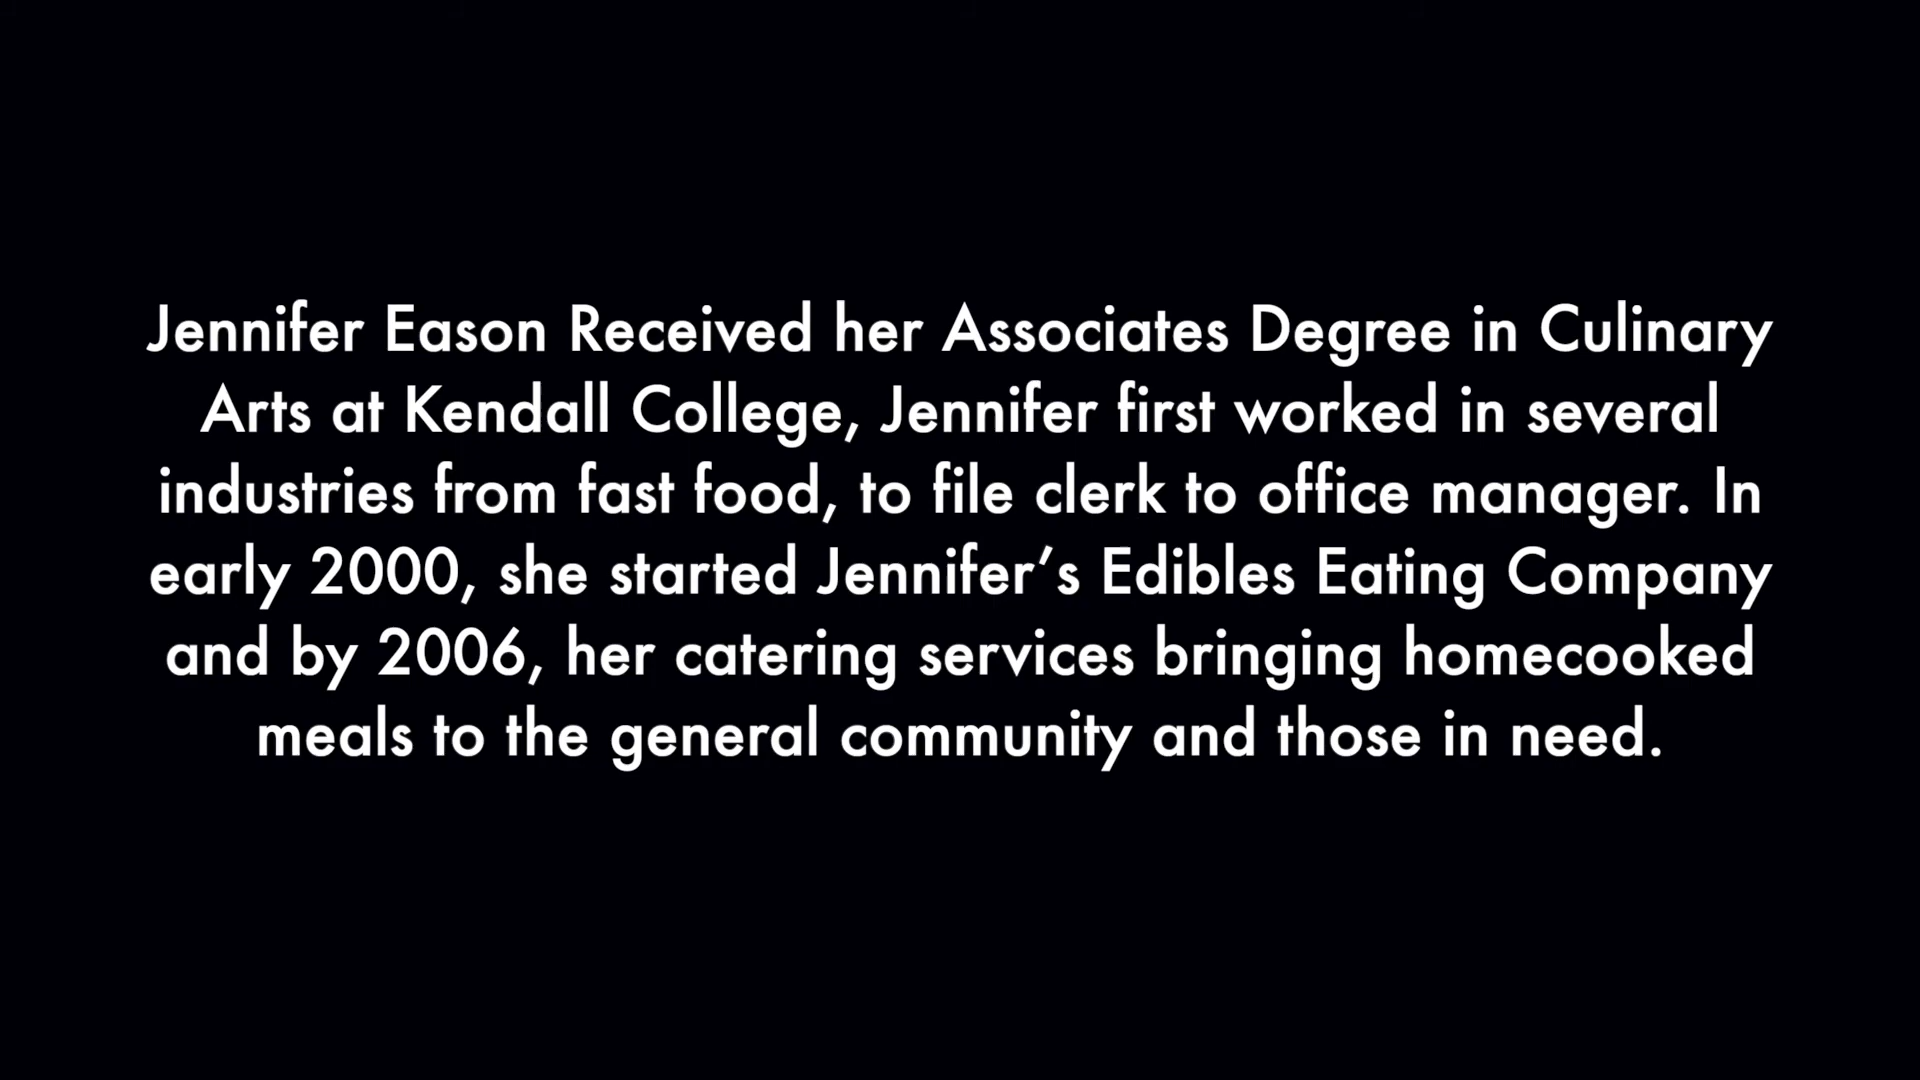 Jennifer Eason Received her Associates Degree in Culinary
Arts at Kendall College, Jennifer first worked in several
industries from fast food, to file clerk to office manager. In
early 2000, she started Jennifer’s Edibles Eating Company
and by 2006, her catering services bringing homecooked
meals to the general community and those in need.